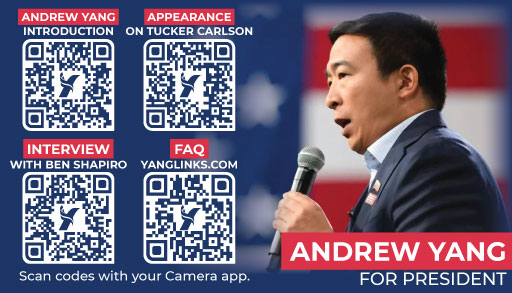 ANDREW YANG
INTRODUCTION
APPEARANCE
ON TUCKER CARLSON
INTERVIEW
WITH BEN SHAPIRO
FAQ
YANGLINKS.COM
Scan codes with your Camera app.
ANDREW YANG
FOR PRESIDENT